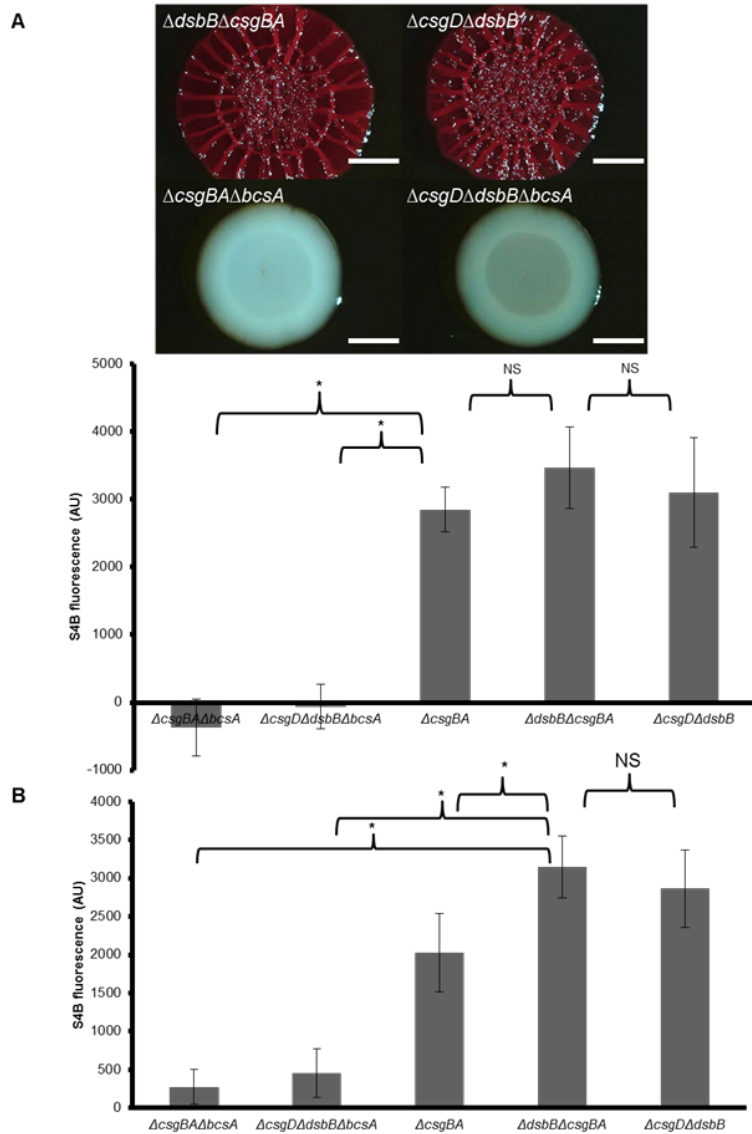 A
ΔdsbBΔcsgBA
ΔcsgDΔdsbB
ΔcsgBAΔbcsA
ΔcsgDΔdsbBΔbcsA
S4B fluorescence (AU)
5000
4000
3000
2000
1000
0
-1000
*
*
NS
NS
ΔcsgBAΔbcsA
ΔcsgDΔdsbBΔbcsA
ΔcsgBA
ΔdsbBΔcsgBA
ΔcsgDΔdsbB
B
S4B fluorescence (AU)
4000
3500
3000
2500
2000
1500
1000
500
0
*
*
*
NS
ΔcsgBAΔbcsA
ΔcsgDΔdsbBΔbcsA
ΔcsgBA
ΔdsbBΔcsgBA
ΔcsgDΔdsbB